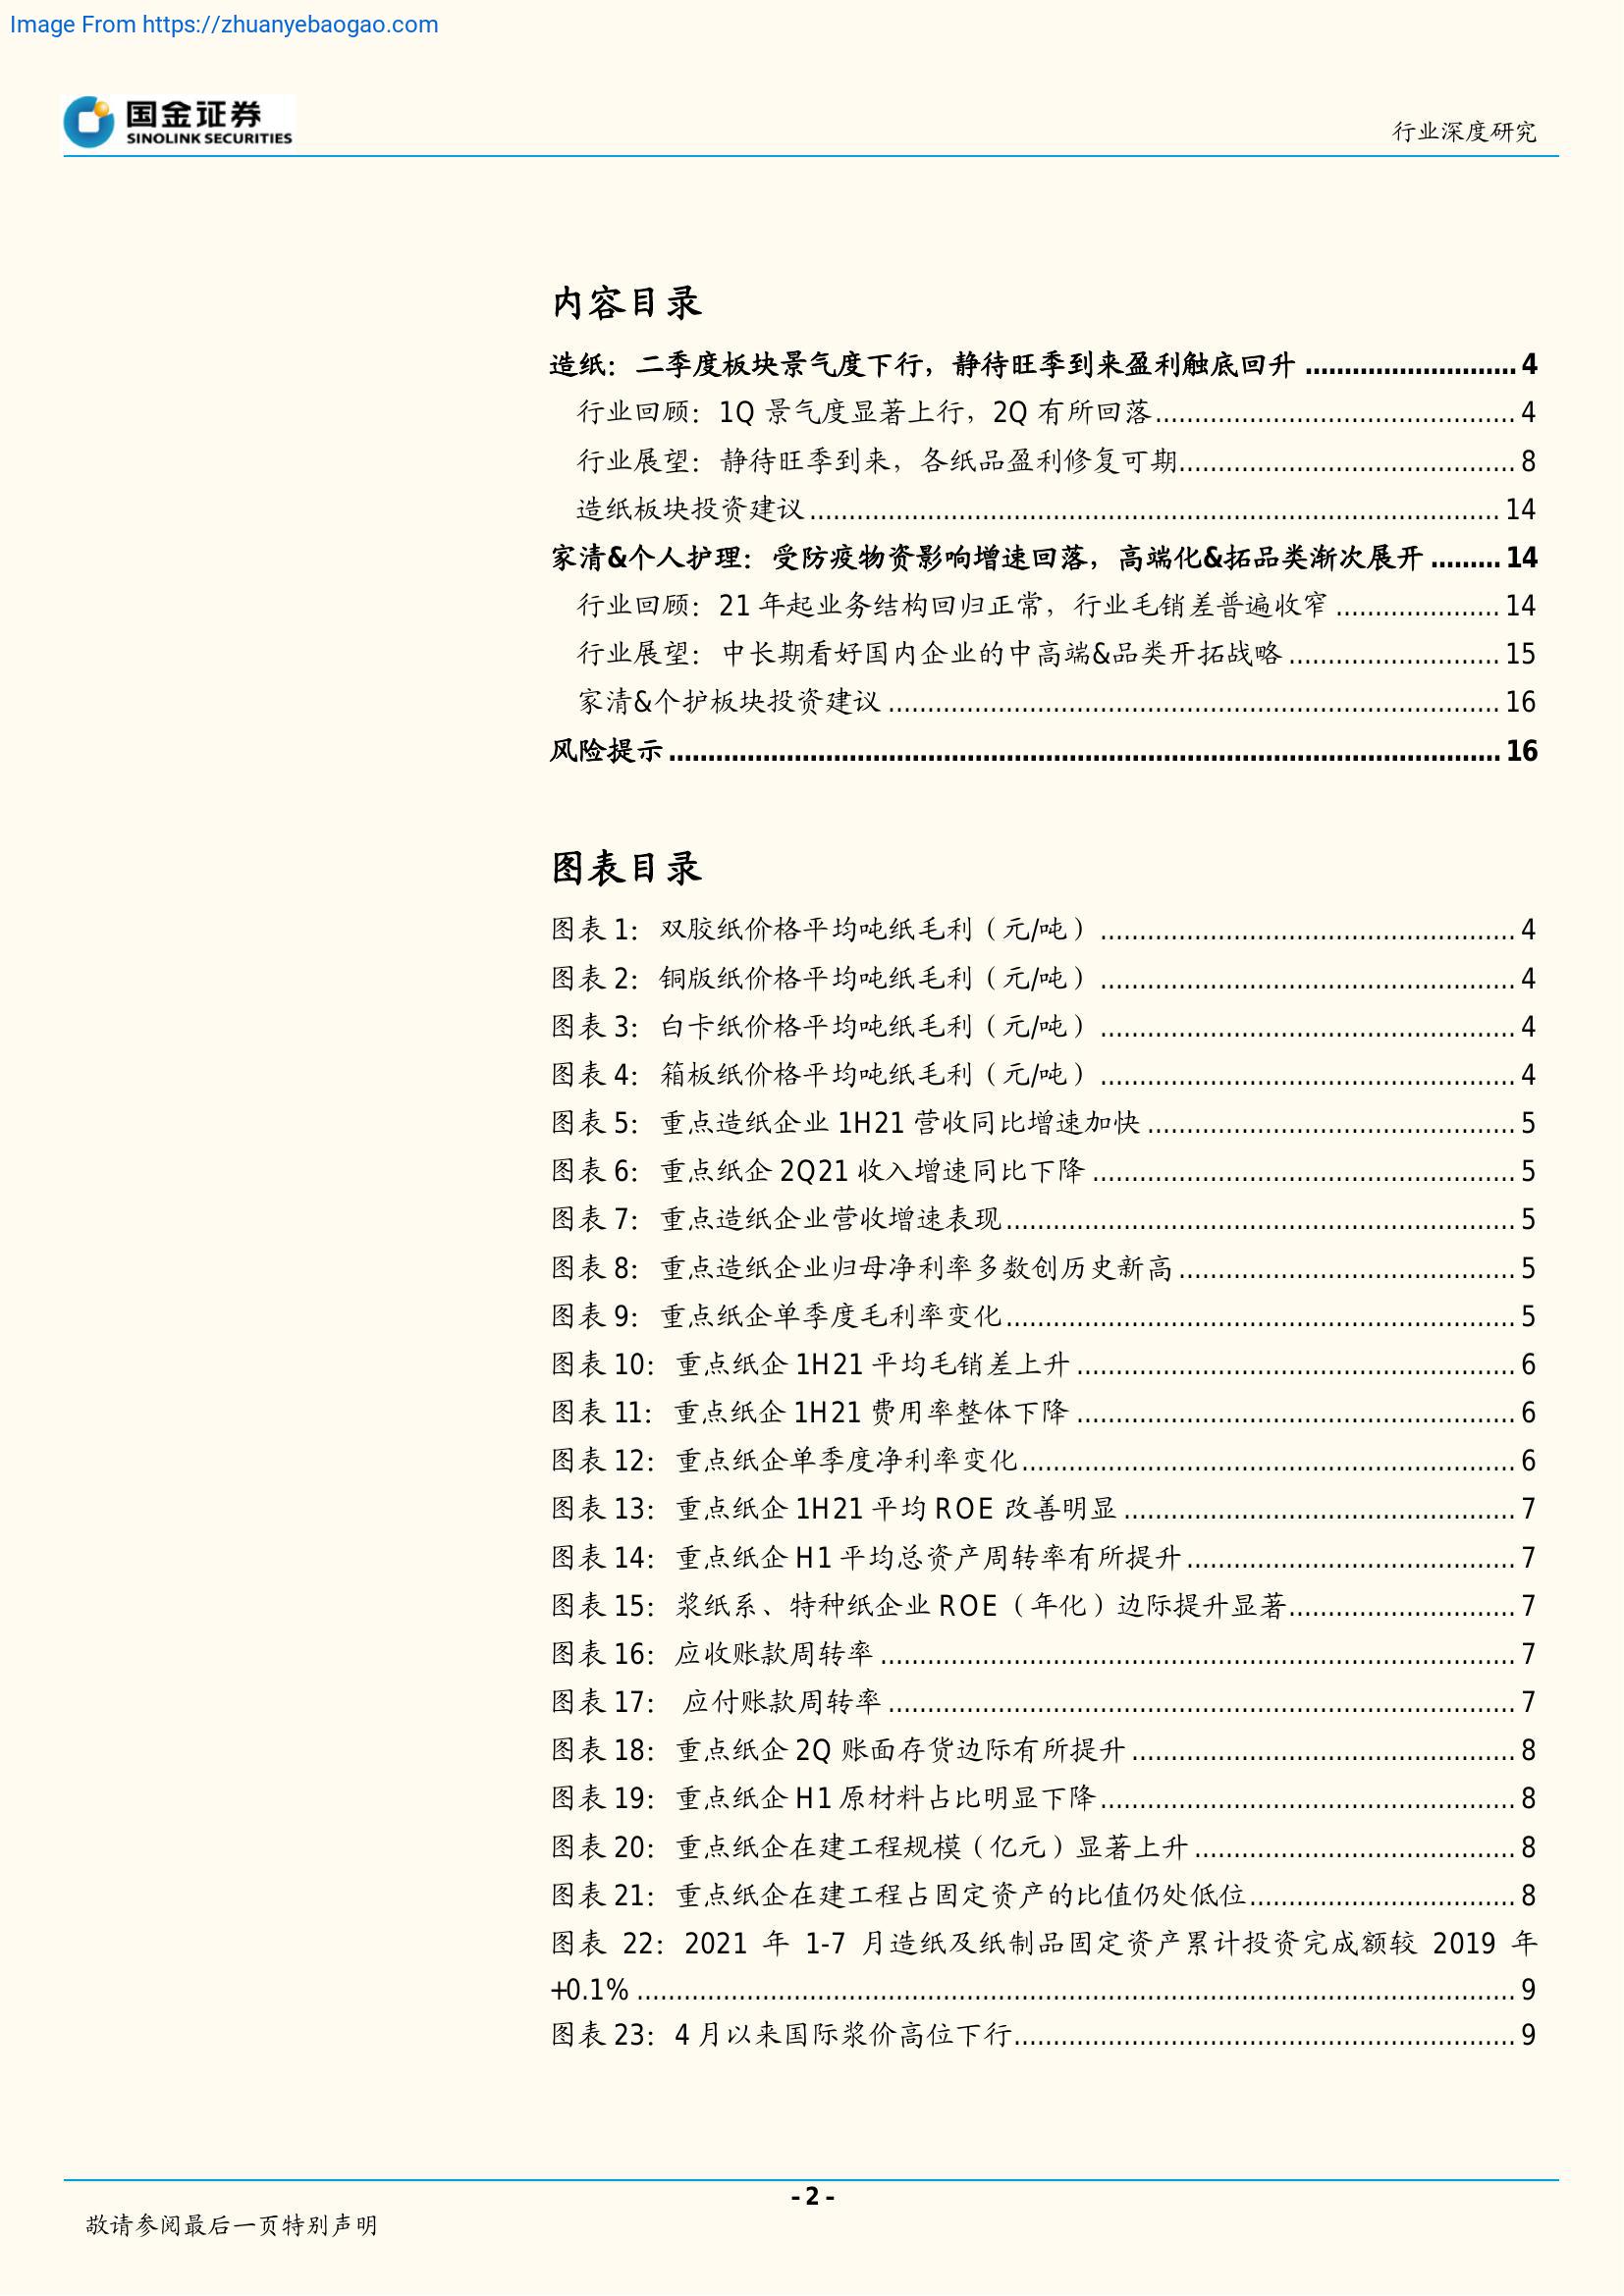 Image From https://zhuanyebaogao.com
国金证券
SINOLINK SECURITIES
行业深度研究
内容目录
造纸：二季度板块景气度下行，静待旺季到来盈利触底回升 ........................... 4
行业回顾：1Q 景气度显著上行，2Q 有所回落.............................................. 4
行业展望：静待旺季到来，各纸品盈利修复可期........................................... 8
造纸板块投资建议........................................................................................ 14
家清&个人护理：受防疫物资影响增速回落，高端化&拓品类渐次展开 ......... 14
行业回顾：21 年起业务结构回归正常，行业毛销差普遍收窄 ..................... 14
行业展望：中长期看好国内企业的中高端&品类开拓战略 ........................... 15
家清&个护板块投资建议 .............................................................................. 16
风险提示 .......................................................................................................... 16
图表目录
图表 1：双胶纸价格平均吨纸毛利（元/吨） ..................................................... 4
图表 2：铜版纸价格平均吨纸毛利（元/吨） ..................................................... 4
图表 3：白卡纸价格平均吨纸毛利（元/吨） ..................................................... 4
图表 4：箱板纸价格平均吨纸毛利（元/吨） ..................................................... 4
图表 5：重点造纸企业 1H21 营收同比增速加快 ............................................... 5
图表 6：重点纸企 2Q21 收入增速同比下降 ...................................................... 5
图表 7：重点造纸企业营收增速表现................................................................. 5
图表 8：重点造纸企业归母净利率多数创历史新高........................................... 5
图表 9：重点纸企单季度毛利率变化................................................................. 5
图表 10：重点纸企 1H21 平均毛销差上升 ........................................................ 6
图表 11：重点纸企 1H21 费用率整体下降 ........................................................ 6
图表 12：重点纸企单季度净利率变化............................................................... 6
图表 13：重点纸企 1H21 平均 ROE 改善明显 .................................................. 7
图表 14：重点纸企 H1 平均总资产周转率有所提升.......................................... 7
图表 15：浆纸系、特种纸企业 ROE（年化）边际提升显著............................. 7
图表 16：应收账款周转率 ................................................................................. 7
图表 17： 应付账款周转率 ................................................................................ 7
图表 18：重点纸企 2Q 账面存货边际有所提升 ................................................. 8
图表 19：重点纸企 H1 原材料占比明显下降..................................................... 8
图表 20：重点纸企在建工程规模（亿元）显著上升 ......................................... 8
图表 21：重点纸企在建工程占固定资产的比值仍处低位.................................. 8
图表 22：2021 年 1-7 月造纸及纸制品固定资产累计投资完成额较 2019 年
+0.1% ................................................................................................................ 9
图表 23：4 月以来国际浆价高位下行................................................................ 9
- 2 -
敬请参阅最后一页特别声明